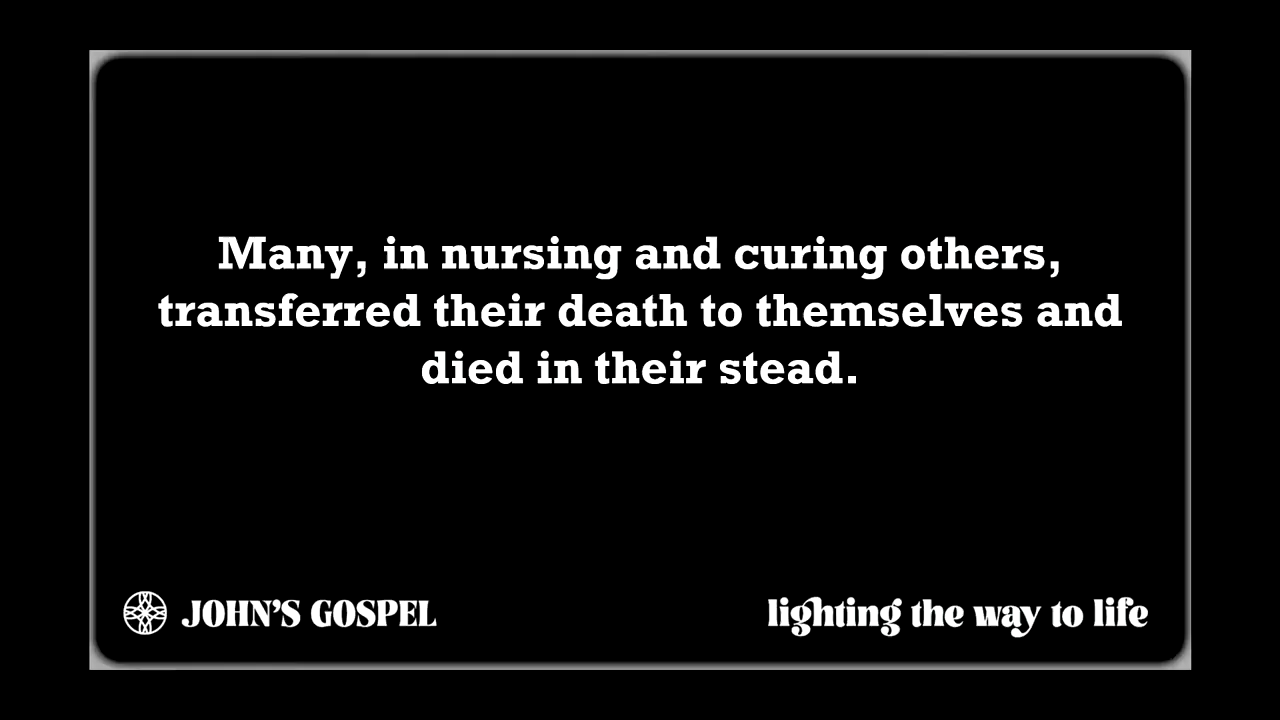 Many, in nursing and curing others,
transferred their death to themselves and
died in their stead.
JOHN'S GOSPEL
lighting the way to life